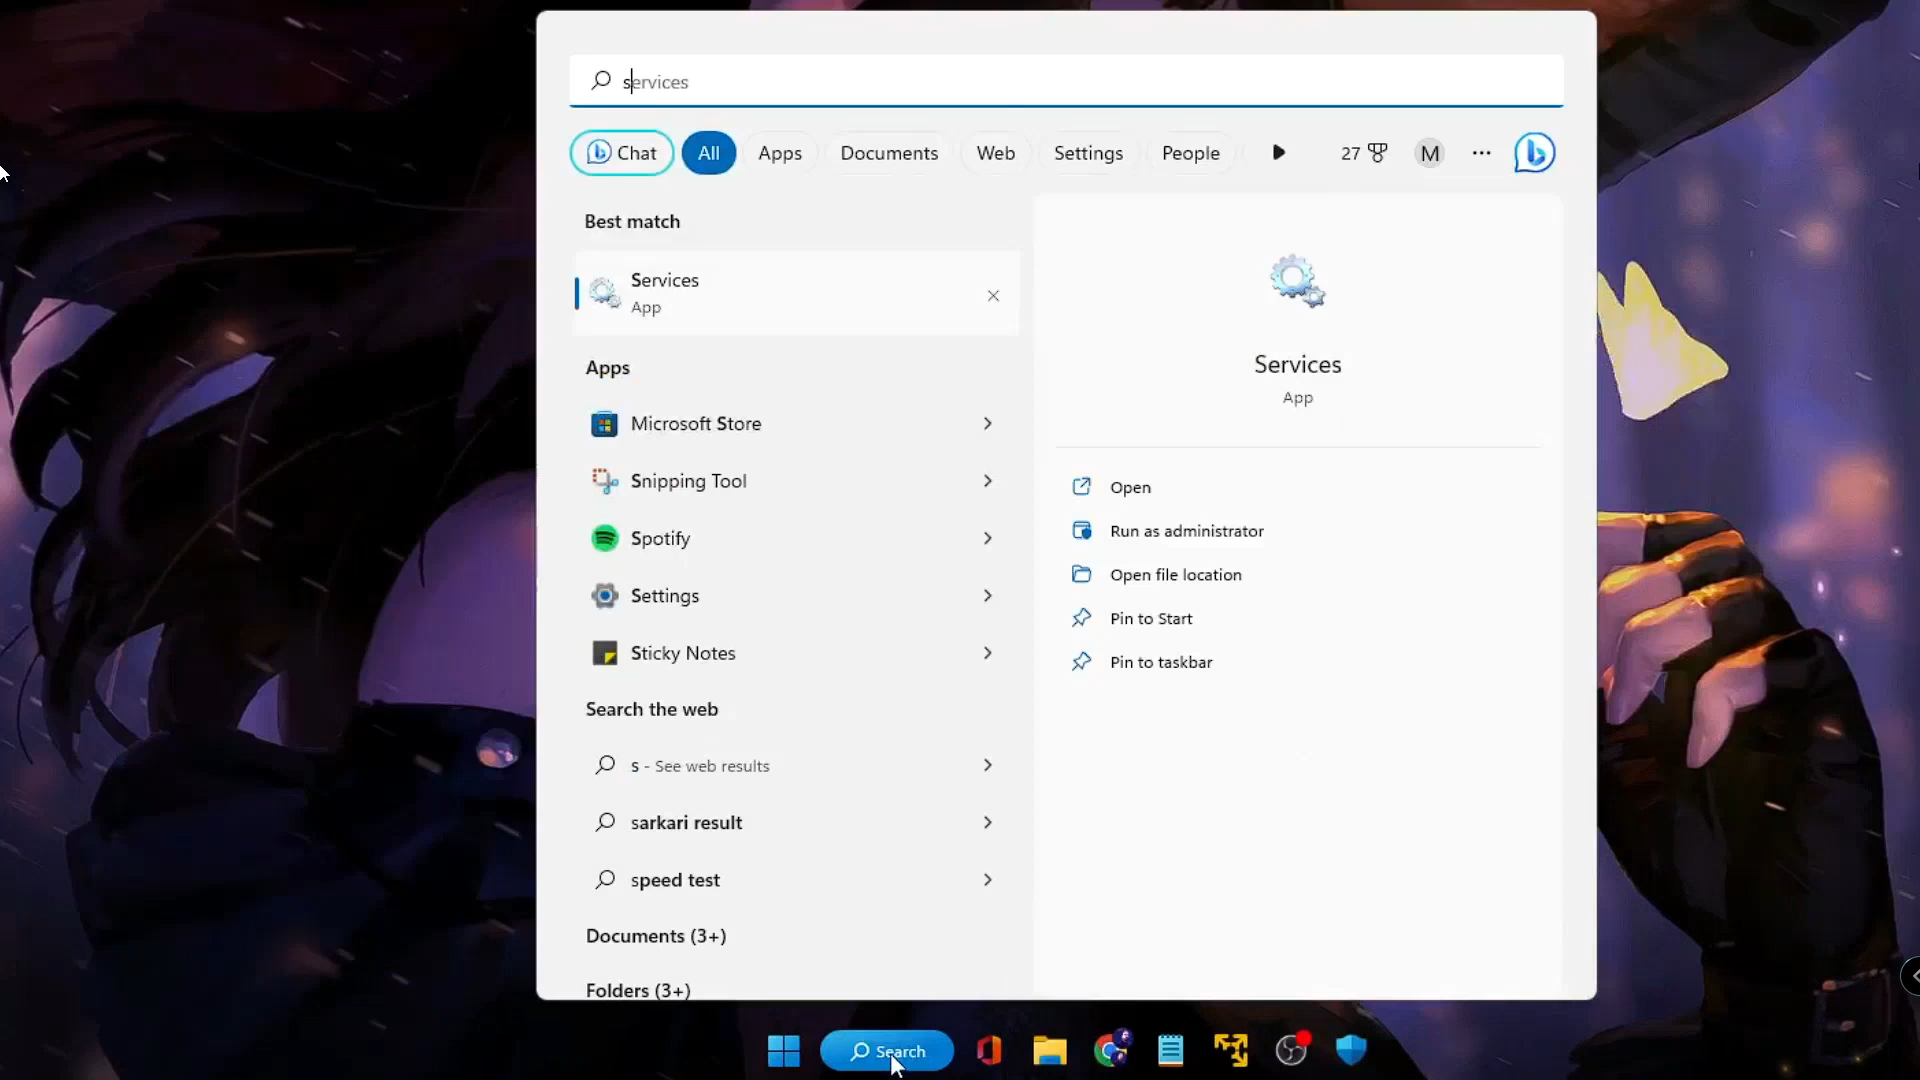 services
Chat
All
Apps
Documents
Web
Settings
People
27
M
Best match
Services
App
Apps
Microsoft Store
Snipping Tool
Spotify
Settings
Sticky Notes
Search the web
s - See web results
sarkari result
speed test
Documents (3+)
Folders (3+)
Services
App
Open
Run as administrator
Open file location
Pin to Start
Pin to taskbar
Search